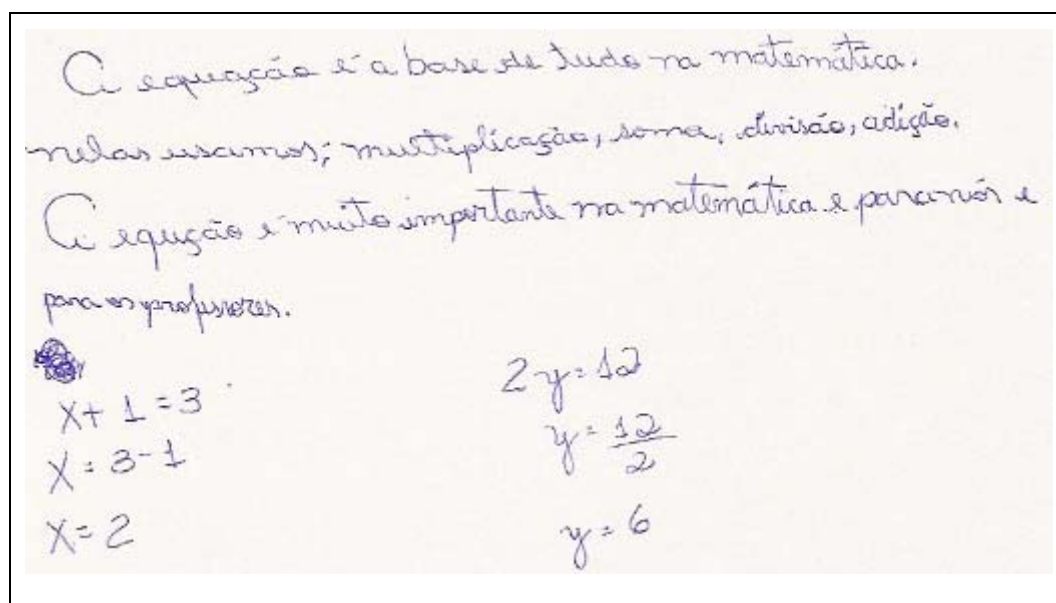 A equação é a base de tudo na matemática.
nelas usamos; multiplicação, soma, divisão, adição.
A equção é muito importante na matemática e para nós e
para os professores.
x + 1 = 3
x = 3 - 1
x = 2
2y = 12
y = 12/2
y = 6